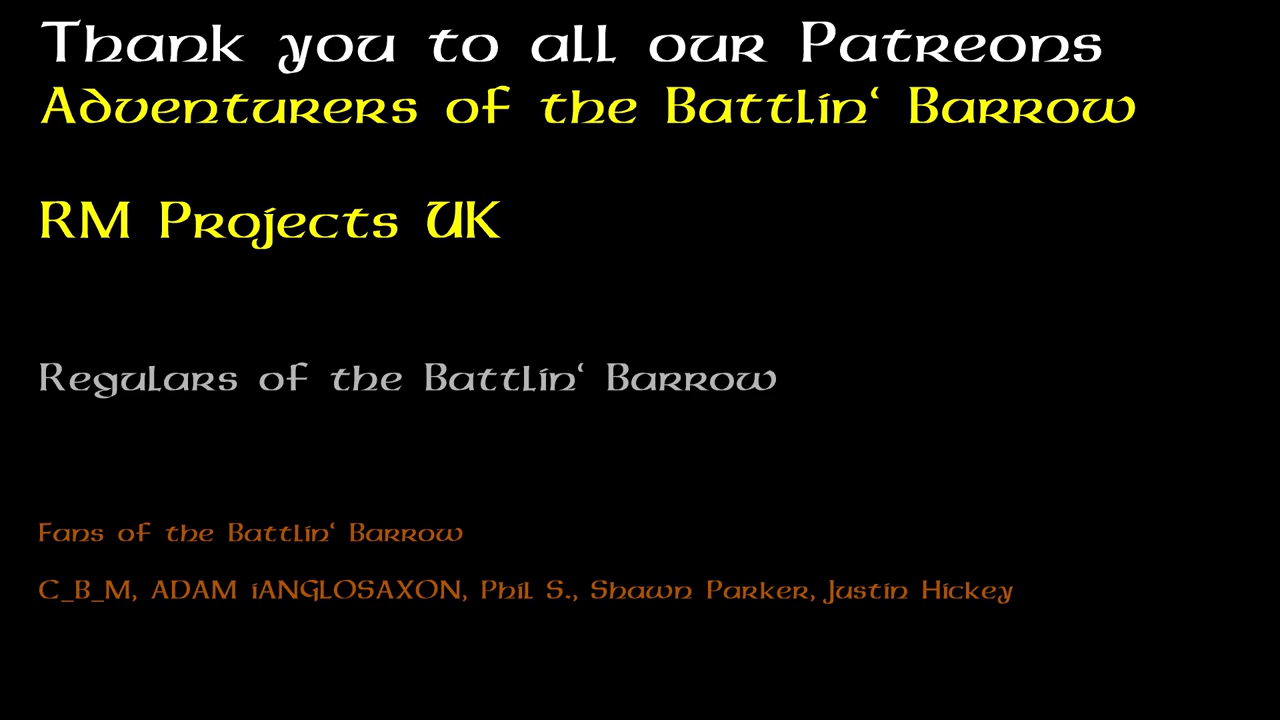 Thank you to all our Patreons
Adventurers of the Battlin‘ Barrow
RM Projects UK
Regulars of the Battlin‘ Barrow
Fans of the Battlin‘ Barrow
C_B_M, ADAM iANGLOSAXON, Phil S., Shawn Parker, Justin Hickey